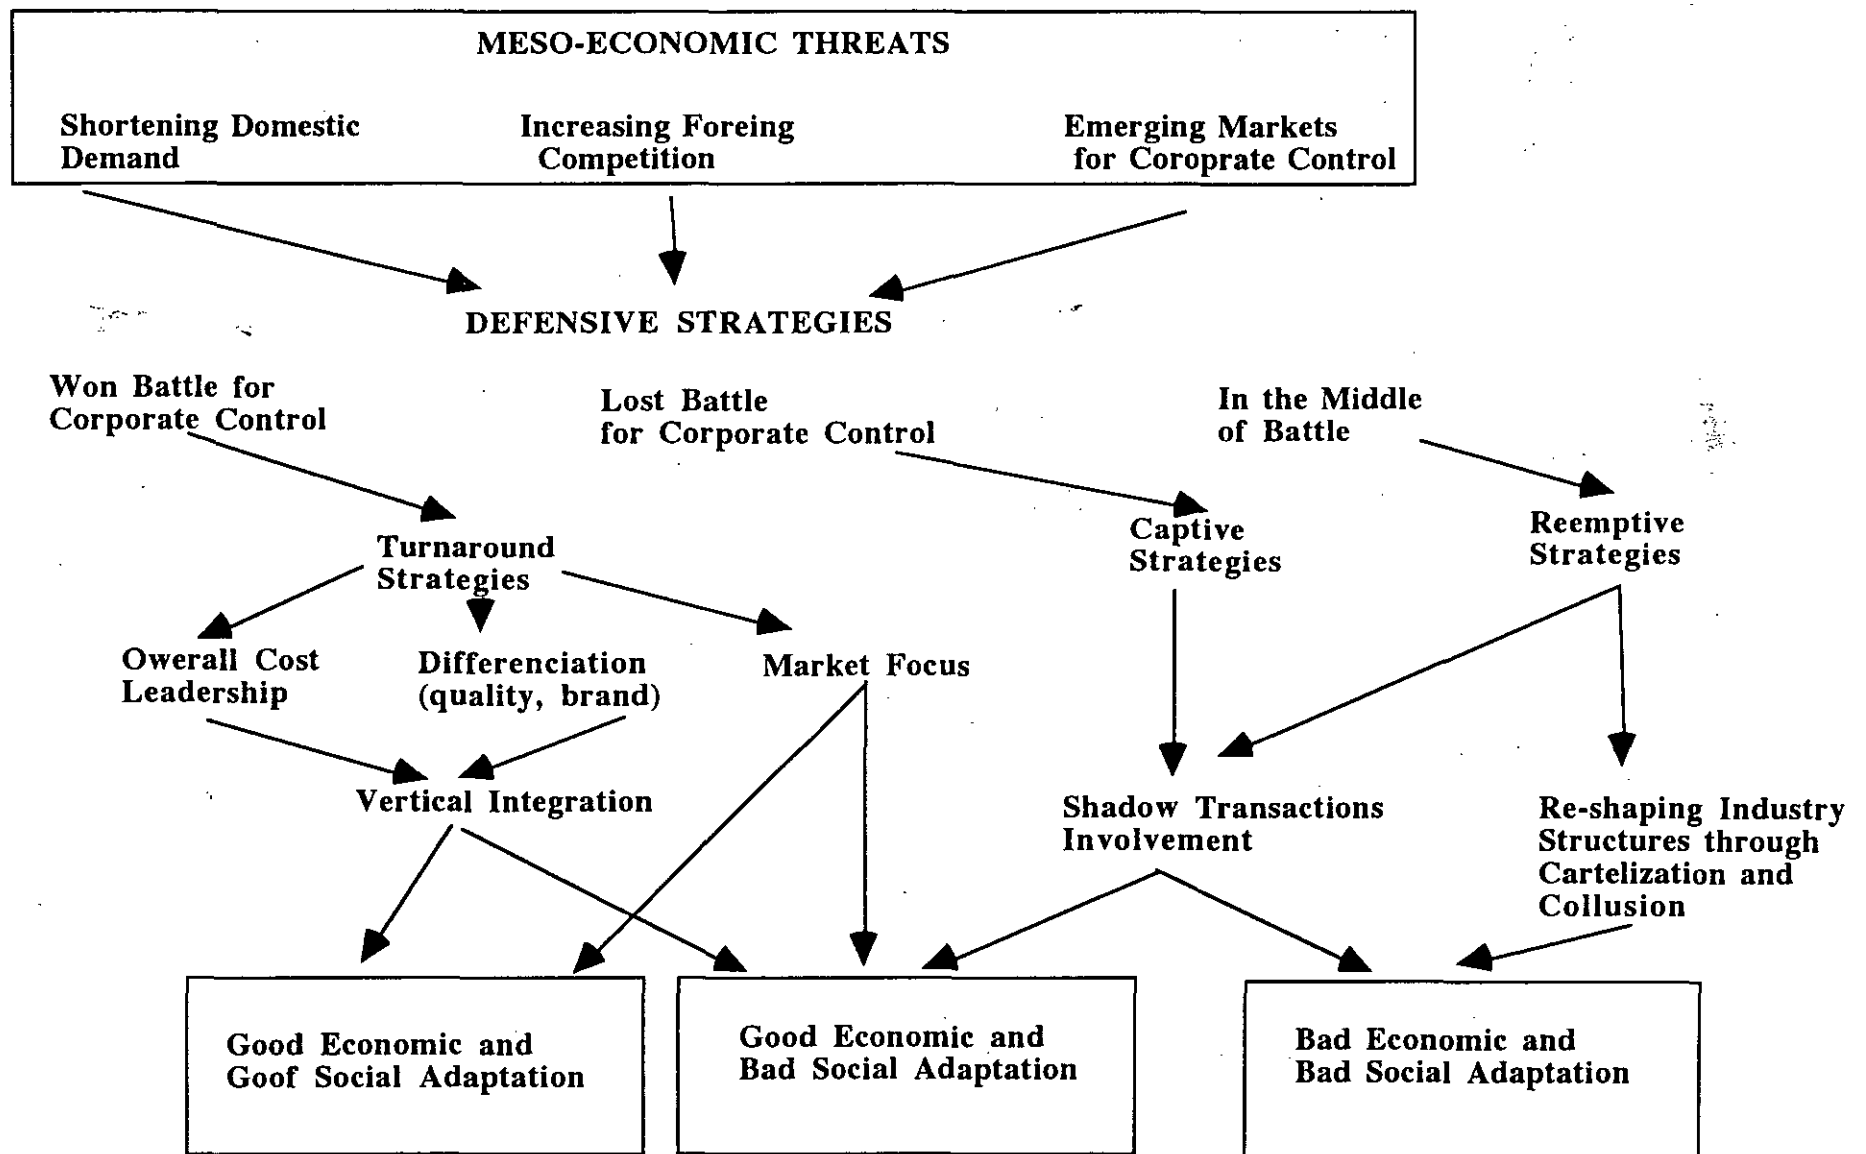 MESO-ECONOMIC THREATS
Shortening Domestic
Demand
Increasing Foreing
Competition
Emerging Markets
for Coroprate Control
DEFENSIVE STRATEGIES
Won Battle for
Corporate Control
Lost Battle
for Corporate Control
In the Middle
of Battle
Turnaround
Strategies
Captive
Strategies
Reemptive
Strategies
Owerall Cost
Leadership
Differenciation
(quality, brand)
Market Focus
Vertical Integration
Shadow Transactions
Involvement
Re-shaping Industry
Structures through
Cartelization and
Collusion
Good Economic and
Goof Social Adaptation
Good Economic and
Bad Social Adaptation
Bad Economic and
Bad Social Adaptation